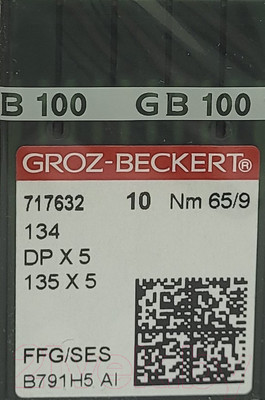 B 100 GB 100
GROZ-BECKERT®
717632 10 Nm 65/9
134
DP X 5
135 X 5
FFG/SES
B791H5 AI